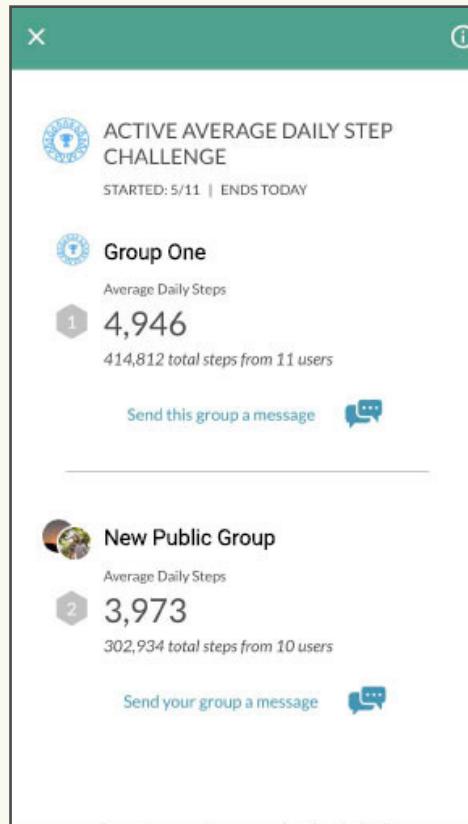 ACTIVE AVERAGE DAILY STEP
CHALLENGE
STARTED: 5/11 | ENDS TODAY
Group One
Average Daily Steps
1
4,946
414,812 total steps from 11 users
Send this group a message
New Public Group
Average Daily Steps
2
3,973
302,934 total steps from 10 users
Send your group a message